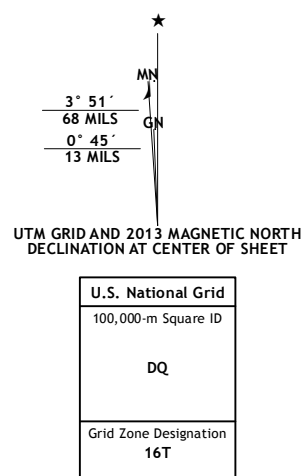 ★
MN
3° 51´
68 MILS
GN
0° 45´
13 MILS
UTM GRID AND 2013 MAGNETIC NORTH
DECLINATION AT CENTER OF SHEET
U.S. National Grid
100,000-m Square ID
DQ
Grid Zone Designation
16T